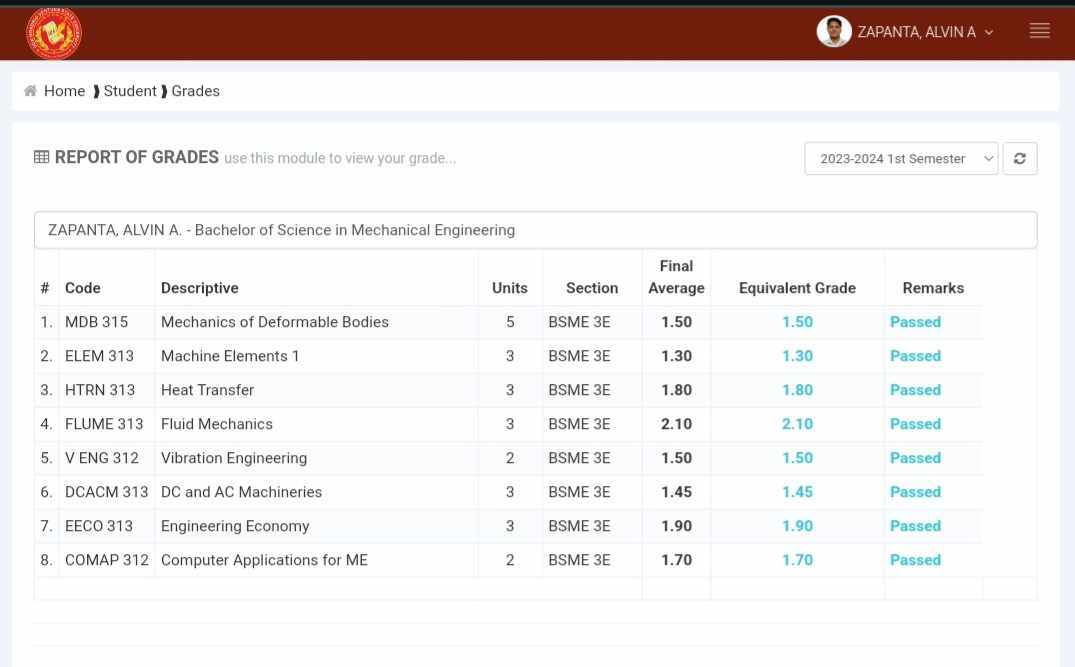 ZAPANTA, ALVIN A
Home ❱ Student ❱ Grades
REPORT OF GRADES use this module to view your grade...
2023-2024 1st Semester
ZAPANTA, ALVIN A. - Bachelor of Science in Mechanical Engineering
# Code Descriptive Units Section Final Average Equivalent Grade Remarks
1. MDB 315 Mechanics of Deformable Bodies 5 BSME 3E 1.50 1.50 Passed
2. ELEM 313 Machine Elements 1 3 BSME 3E 1.30 1.30 Passed
3. HTRN 313 Heat Transfer 3 BSME 3E 1.80 1.80 Passed
4. FLUME 313 Fluid Mechanics 3 BSME 3E 2.10 2.10 Passed
5. V ENG 312 Vibration Engineering 2 BSME 3E 1.50 1.50 Passed
6. DCACM 313 DC and AC Machineries 3 BSME 3E 1.45 1.45 Passed
7. EECO 313 Engineering Economy 3 BSME 3E 1.90 1.90 Passed
8. COMAP 312 Computer Applications for ME 2 BSME 3E 1.70 1.70 Passed